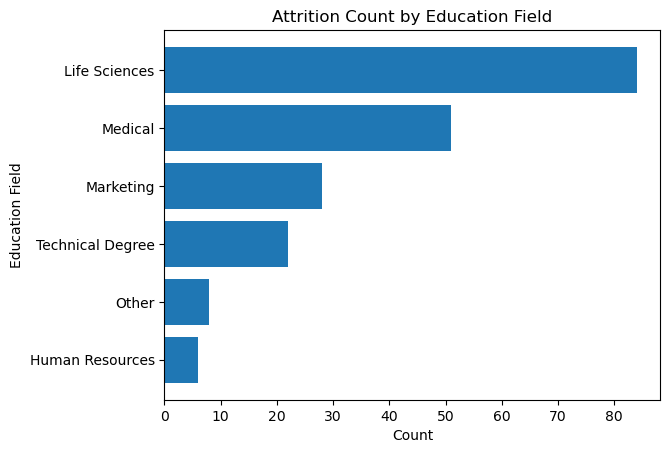 Attrition Count by Education Field
Education Field
Life Sciences
Medical
Marketing
Technical Degree
Other
Human Resources
0 10 20 30 40 50 60 70 80
Count